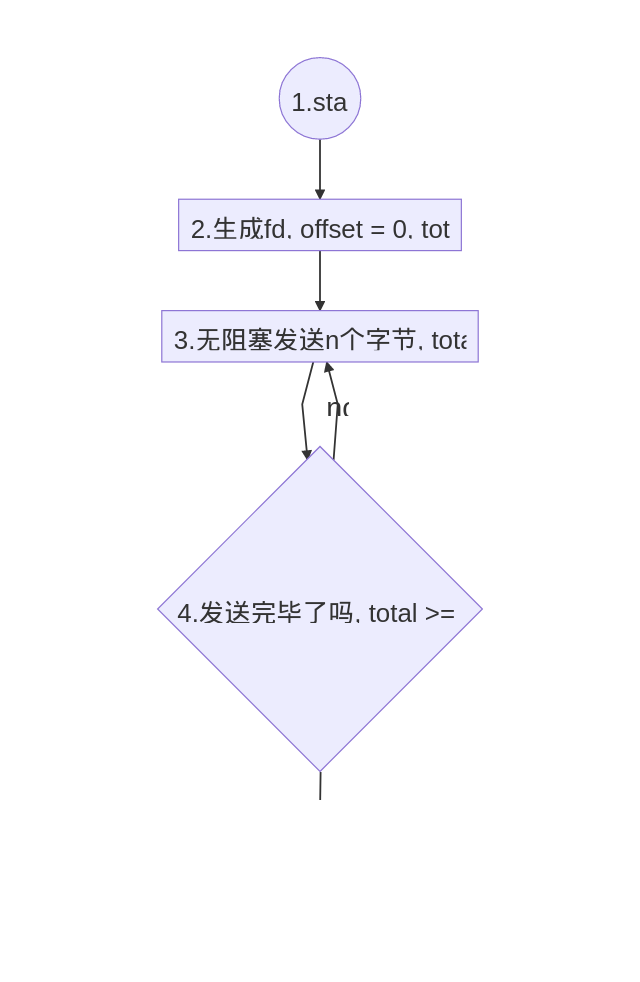 1.sta
2.生成fd, offset = 0, tot
3.无阻塞发送n个字节, tota
no
4.发送完毕了吗, total >=